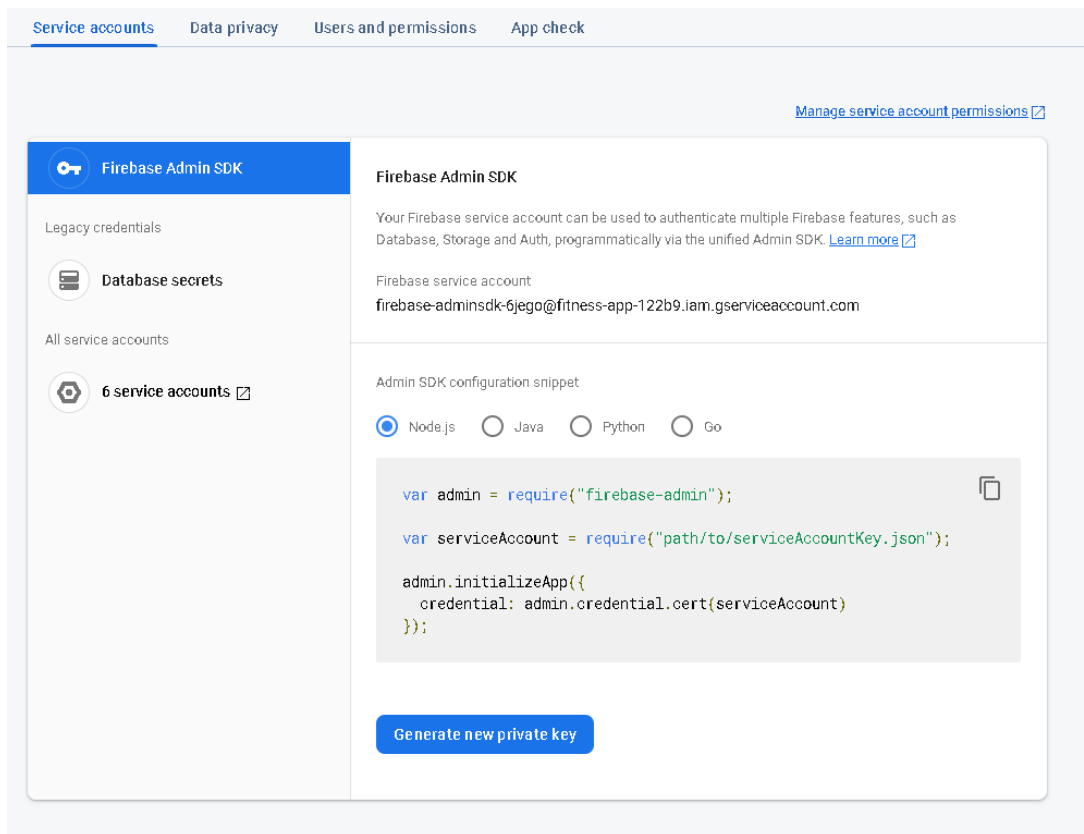 Service accounts Data privacy Users and permissions App check
Manage service account permissions
Firebase Admin SDK
Legacy credentials
Database secrets
All service accounts
6 service accounts
Firebase Admin SDK
Your Firebase service account can be used to authenticate multiple Firebase features, such as
Database, Storage and Auth, programmatically via the unified Admin SDK. Learn more
Firebase service account
firebase-adminsdk-6jego@fitness-app-122b9.iam.gserviceaccount.com
Admin SDK configuration snippet
Node.js Java Python Go
var admin = require("firebase-admin");
var serviceAccount = require("path/to/serviceAccountKey.json");
admin.initializeApp({
  credential: admin.credential.cert(serviceAccount)
});
Generate new private key